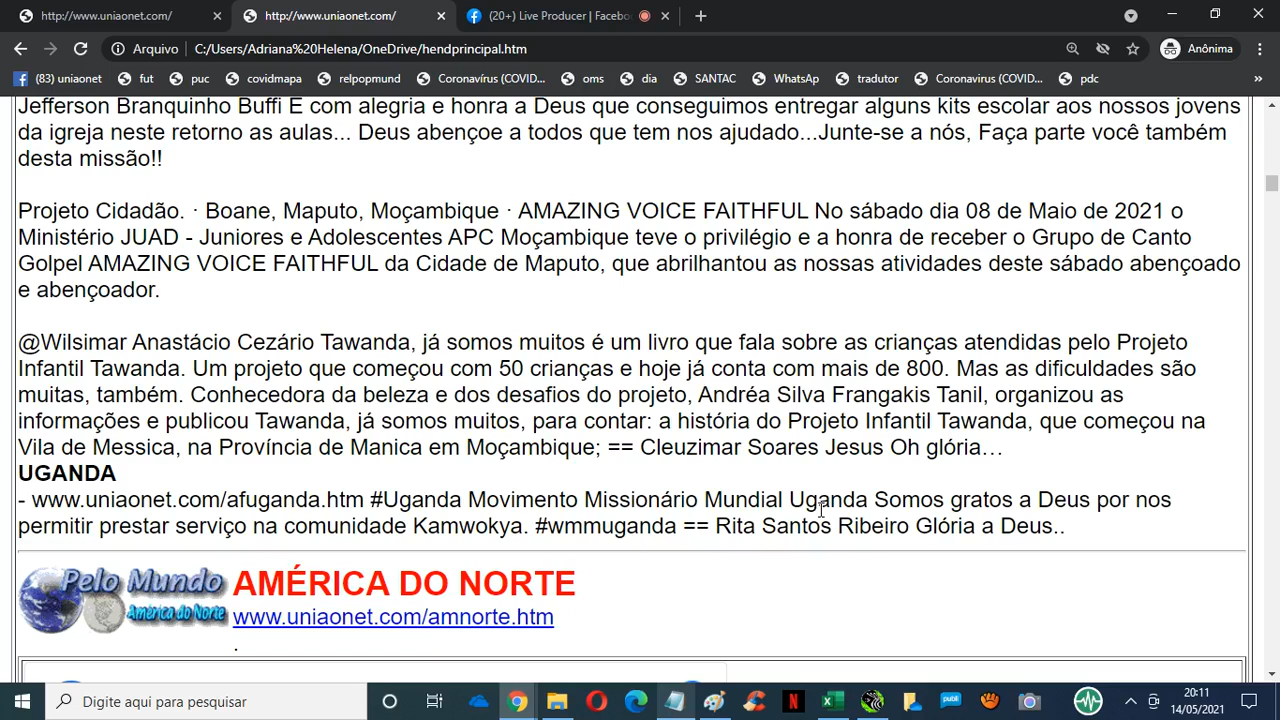 http://www.uniaonet.com/
http://www.uniaonet.com/
(20+) Live Producer | Facebo
Arquivo
C:/Users/Adriana%20Helena/OneDrive/hendprincipal.htm
Anônima
(83) uniaonet
fut
puc
covidmapa
relpopmund
Coronavírus (COVID...
oms
dia
SANTAC
WhatsApp
tradutor
Coronavirus (COVID...
pdc
»
Jefferson Branquinho Buffi E com alegria e honra a Deus que conseguimos entregar alguns kits escolar aos nossos jovens
da igreja neste retorno as aulas... Deus abençoe a todos que tem nos ajudado...Junte-se a nós, Faça parte você também
desta missão!!
Projeto Cidadão. · Boane, Maputo, Moçambique · AMAZING VOICE FAITHFUL No sábado dia 08 de Maio de 2021 o
Ministério JUAD - Juniores e Adolescentes APC Moçambique teve o privilégio e a honra de receber o Grupo de Canto
Golpel AMAZING VOICE FAITHFUL da Cidade de Maputo, que abrilhantou as nossas atividades deste sábado abençoado
e abençoador.
@Wilsimar Anastácio Cezário Tawanda, já somos muitos é um livro que fala sobre as crianças atendidas pelo Projeto
Infantil Tawanda. Um projeto que começou com 50 crianças e hoje já conta com mais de 800. Mas as dificuldades são
muitas, também. Conhecedora da beleza e dos desafios do projeto, Andréa Silva Frangakis Tanil, organizou as
informações e publicou Tawanda, já somos muitos, para contar: a história do Projeto Infantil Tawanda, que começou na
Vila de Messica, na Província de Manica em Moçambique; == Cleuzimar Soares Jesus Oh glória…
UGANDA
- www.uniaonet.com/afuganda.htm #Uganda Movimento Missionário Mundial Uganda Somos gratos a Deus por nos
permitir prestar serviço na comunidade Kamwokya. #wmmuganda == Rita Santos Ribeiro Glória a Deus..
Pelo Mundo
América do Norte
AMÉRICA DO NORTE
www.uniaonet.com/amnorte.htm
.
Digite aqui para pesquisar
publi
20:11
14/05/2021